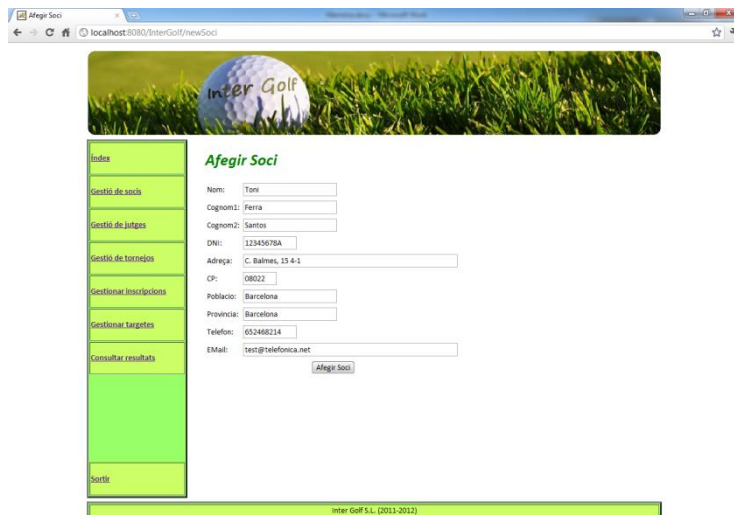 Afegir Soci
localhost:8080/InterGolf/newSoci
Inter Golf
Índex
Gestió de socis
Gestió de jutges
Gestió de tornejos
Gestionar inscripcions
Gestionar targetes
Consultar resultats
Sortir
Afegir Soci
Nom: Toni
Cognom1: Ferra
Cognom2: Santos
DNI: 12345678A
Adreça: C. Balmes, 15 4-1
CP: 08022
Poblacio: Barcelona
Provincia: Barcelona
Telefon: 652468214
EMail: test@telefonica.net
Afegir Soci
Inter Golf S.L. (2011-2012)